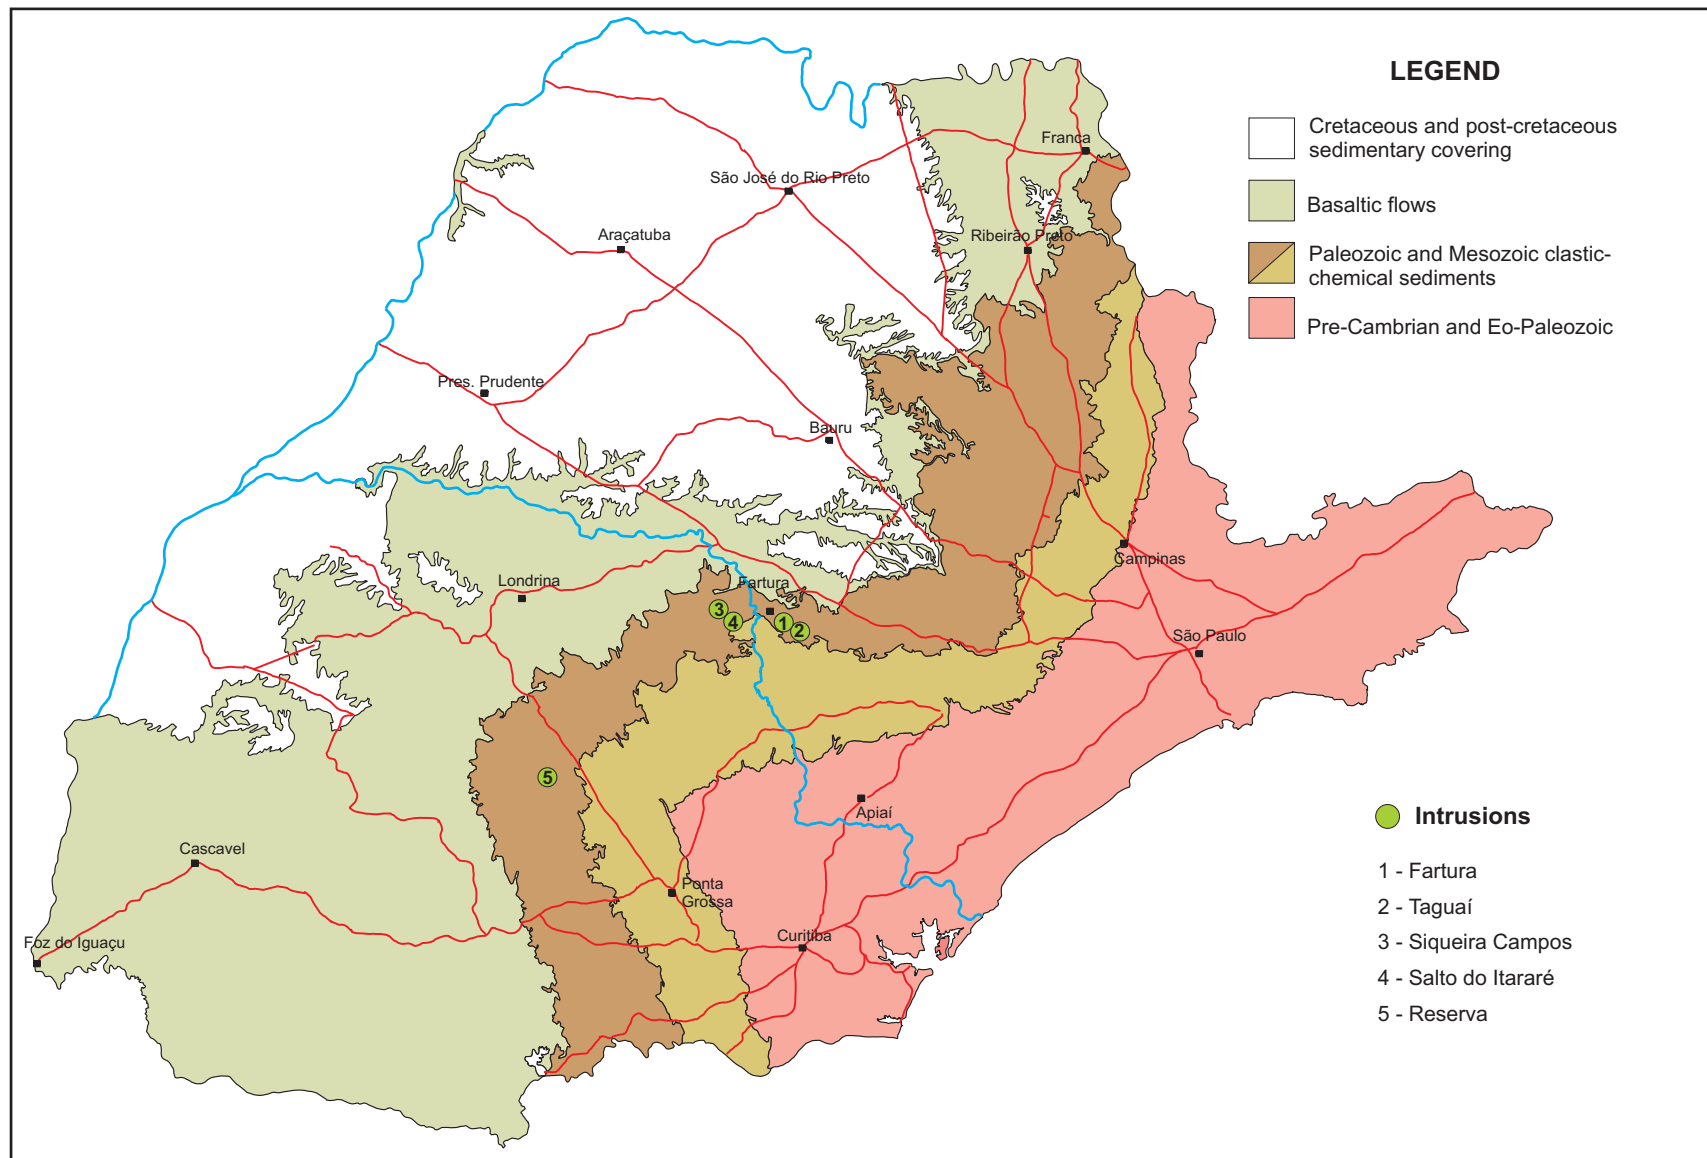 LEGEND
Cretaceous and post-cretaceous
sedimentary covering
Basaltic flows
Paleozoic and Mesozoic clastic-
chemical sediments
Pre-Cambrian and Eo-Paleozoic
Franca
São José do Rio Preto
Araçatuba
Ribeirão Preto
Pres. Prudente
Bauru
Campinas
Londrina
Fartura
3
4
1
2
São Paulo
5
Apiaí
Cascavel
Ponta
Grossa
Curitiba
Foz do Iguaçu
Intrusions
1 - Fartura
2 - Taguaí
3 - Siqueira Campos
4 - Salto do Itararé
5 - Reserva